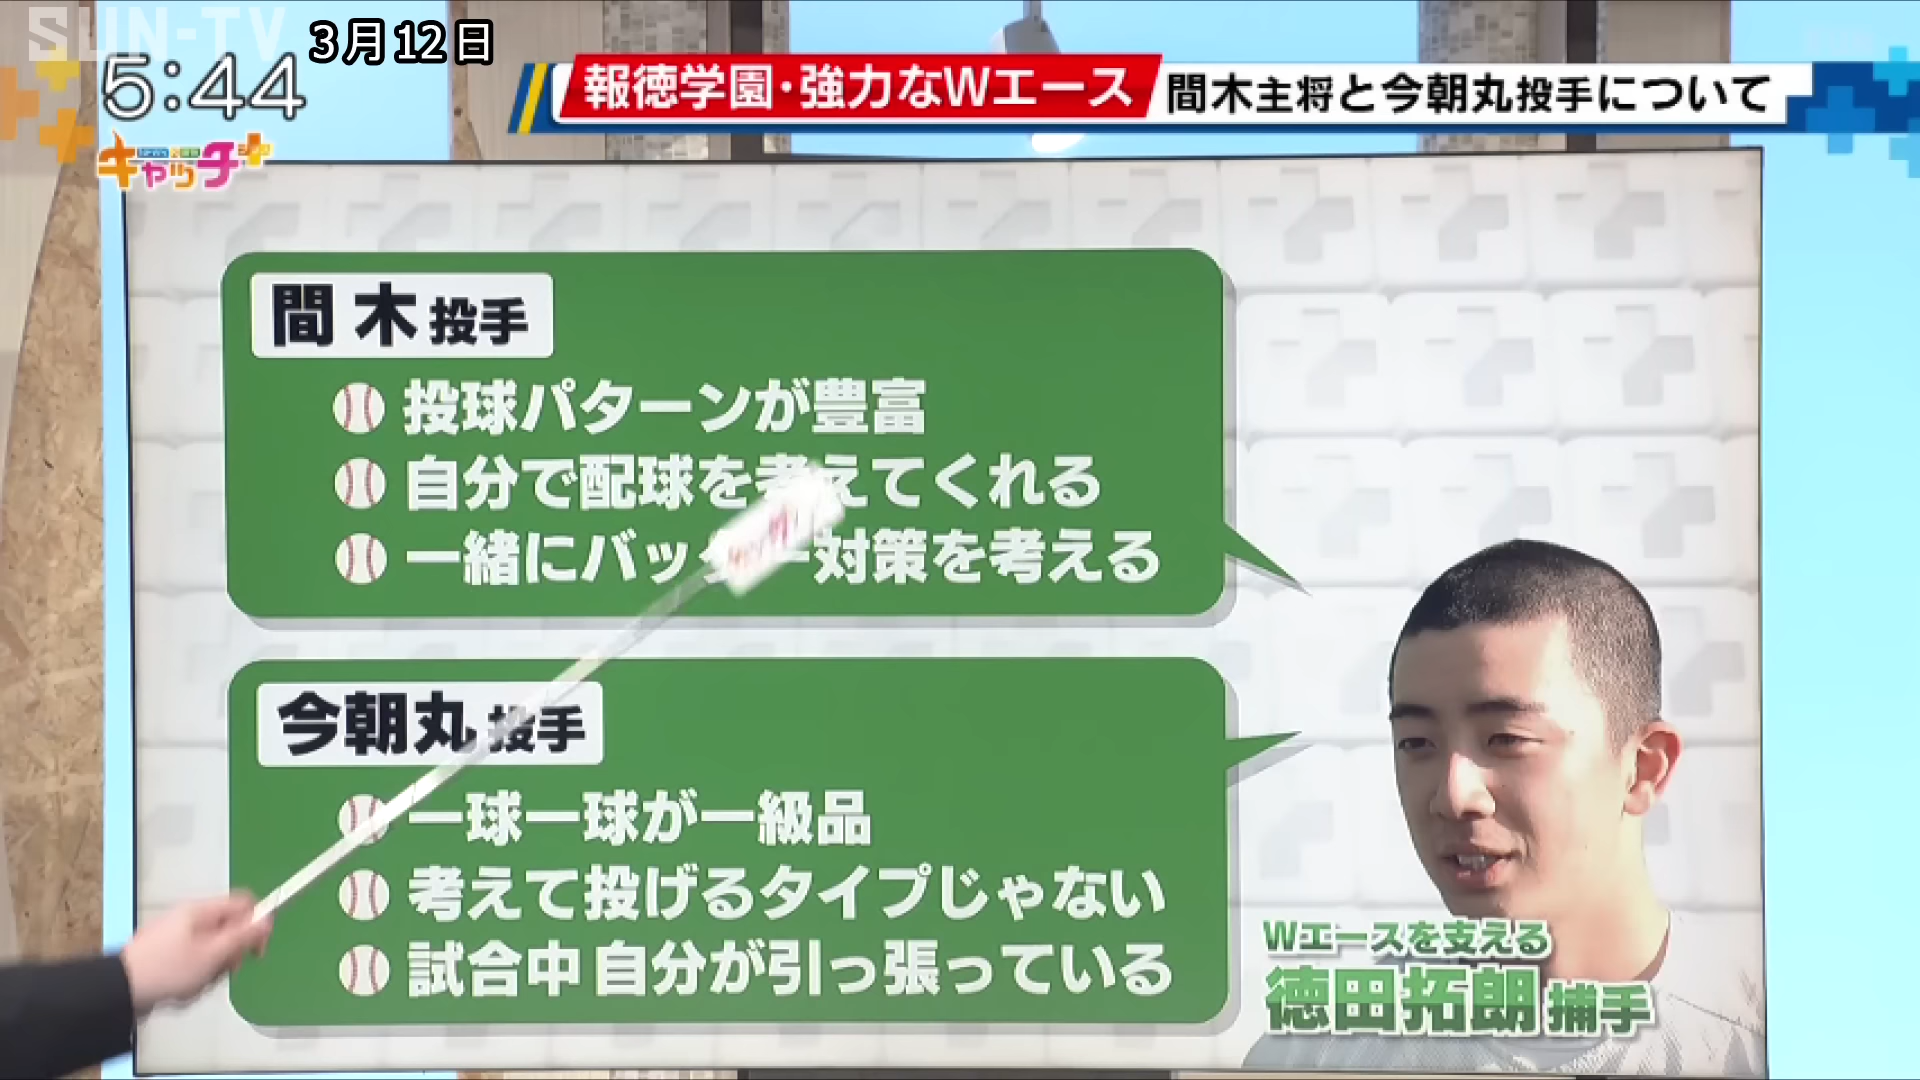 SUN-TV
3月12日
5:44
キャッチ+
報徳学園・強力なWエース
間木主将と今朝丸投手について
間木投手
投球パターンが豊富
自分で配球を考えてくれる
一緒にバッター対策を考える
今朝丸投手
一球一球が一級品
考えて投げるタイプじゃない
試合中自分が引っ張っている
Wエースを支える
徳田拓朗捕手